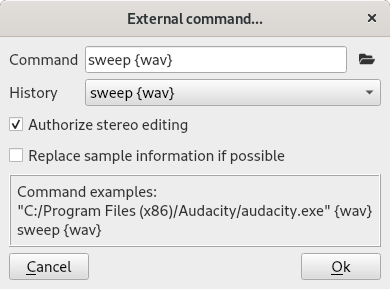 External command...
Command sweep {wav}
History sweep {wav}
Authorize stereo editing
Replace sample information if possible
Command examples:
"C:/Program Files (x86)/Audacity/audacity.exe" {wav}
sweep {wav}
Cancel Ok